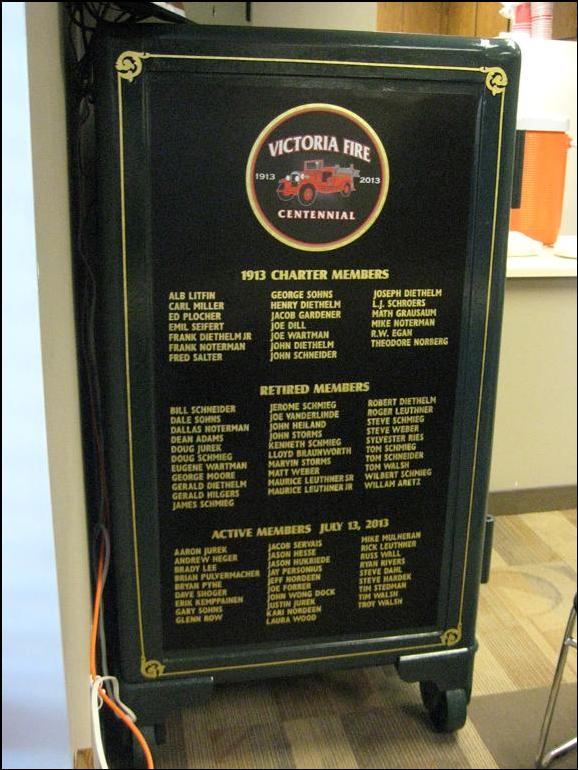 VICTORIA FIRE
1913 2013
CENTENNIAL
1913 CHARTER MEMBERS
ALB LITFIN
CARL MILLER
ED PLOCHER
EMIL SEIFERT
FRANK DIETHELM JR
FRANK NOTERMAN
FRED SALTER
GEORGE SOHNS
HENRY DIETHELM
JACOB GARDENER
JOE DILL
JOE WARTMAN
JOHN DIETHELM
JOHN SCHNEIDER
JOSEPH DIETHELM
L.J. SCHROERS
MATH GRAUSAUM
MIKE NOTERMAN
R.W. EGAN
THEODORE NORBERG
RETIRED MEMBERS
BILL SCHNEIDER
DALE SOHNS
DALLAS NOTERMAN
DEAN ADAMS
DOUG JUREK
DOUG SCHMIEG
EUGENE WARTMAN
GEORGE MOORE
GERALD DIETHELM
GERALD HILGERS
JAMES SCHMIEG
JEROME SCHMIEG
JOE VANDERLINDE
JOHN HEILAND
JOHN STORMS
KENNETH SCHMIEG
LLOYD BRAUNWORTH
MARVIN STORMS
MATT WEBER
MAURICE LEUTHNER SR
MAURICE LEUTHNER JR
ROBERT DIETHELM
ROGER LEUTHNER
STEVE SCHMIEG
STEVE WEBER
SYLVESTER RIES
TOM SCHMIEG
TOM SCHNEIDER
TOM WALSH
WILBERT SCHMIEG
WILLAM ARETZ
ACTIVE MEMBERS JULY 13, 2013
AARON JUREK
ANDREW HEGER
BRADY LEE
BRIAN PULVERMACHER
BRYAN PYNE
DAVE SHOGER
ERIK KEMPPAINEN
GARY SOHNS
GLENN ROW
JACOB SERVAIS
JASON HESSE
JASON HUKRIEDE
JAY PERSONIUS
JEFF NORDEEN
JOE FORRER
JOHN WONG DOCK
JUSTIN JUREK
KARI NORDEEN
LAURA WOOD
MIKE MULHERAN
RICK LEUTHNER
RUSS WALL
RYAN RIVERS
STEVE DAHL
STEVE HARDEK
TIM STEDMAN
TIM WALSH
TROY WALSH